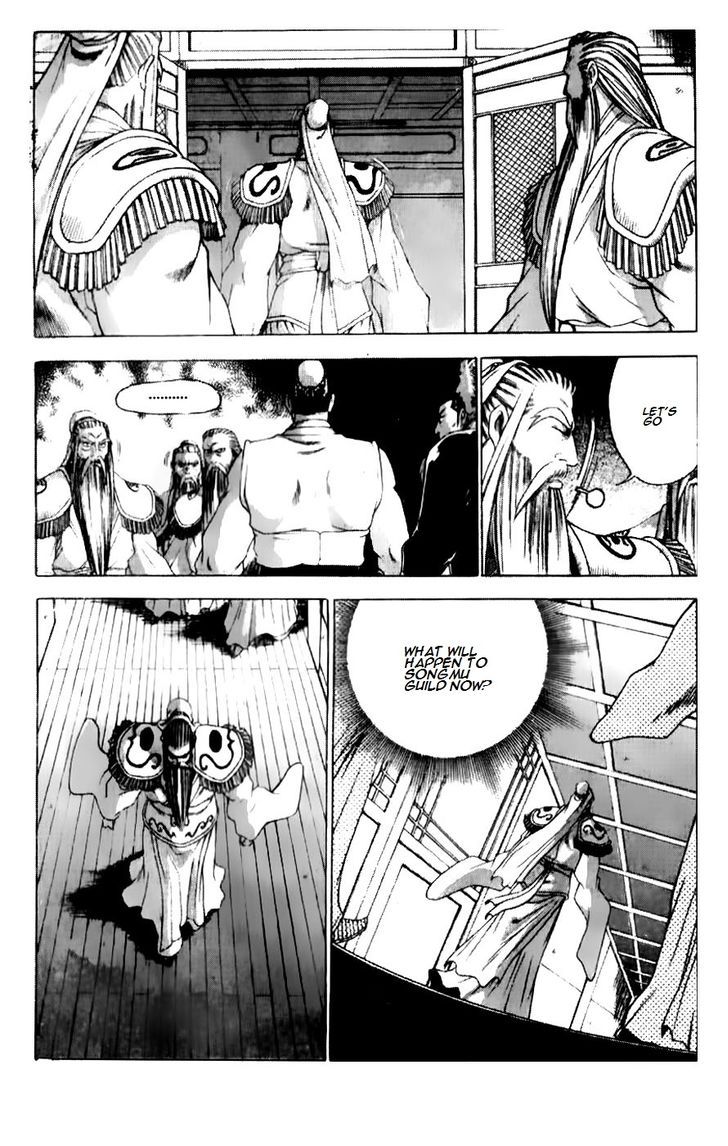 ..........
LET'S
GO
WHAT WILL
HAPPEN TO
SONGMU
GUILD NOW?